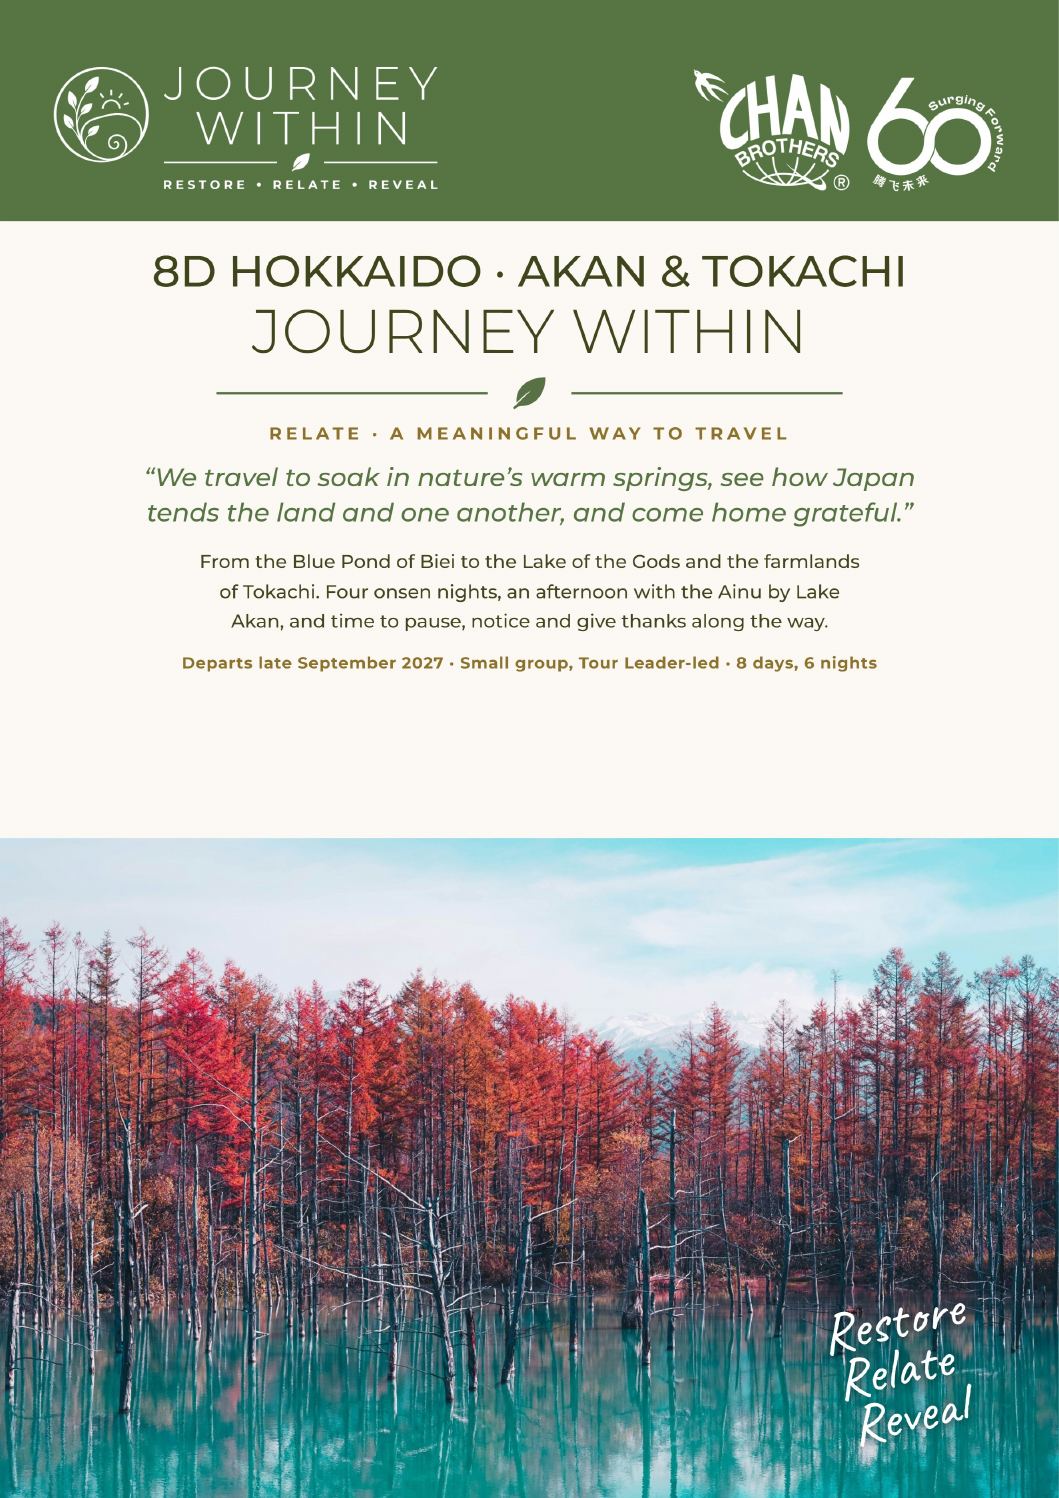 JOURNEY
WITHIN
RESTORE • RELATE • REVEAL
CHAN
BROTHERS
®
60
Surging Forward
腾飞未来
8D HOKKAIDO · AKAN & TOKACHI
JOURNEY WITHIN
RELATE · A MEANINGFUL WAY TO TRAVEL
“We travel to soak in nature’s warm springs, see how Japan
tends the land and one another, and come home grateful.”
From the Blue Pond of Biei to the Lake of the Gods and the farmlands
of Tokachi. Four onsen nights, an afternoon with the Ainu by Lake
Akan, and time to pause, notice and give thanks along the way.
Departs late September 2027 · Small group, Tour Leader-led · 8 days, 6 nights
Restore
Relate
Reveal